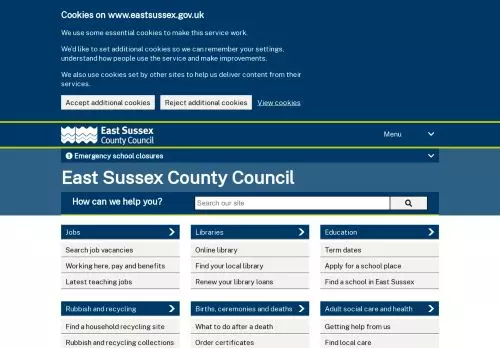 Cookies on www.eastsussex.gov.uk
We use some essential cookies to make this service work.
We'd like to set additional cookies so we can remember your settings,
understand how people use the service and make improvements.
We also use cookies set by other sites to help us deliver content from their
services.
Accept additional cookies Reject additional cookies View cookies
East Sussex
County Council
Menu
Emergency school closures
East Sussex County Council
How can we help you? Search our site
Jobs Libraries Education
Search job vacancies Online library Term dates
Working here, pay and benefits Find your local library Apply for a school place
Latest teaching jobs Renew your library loans Find a school in East Sussex
Rubbish and recycling Births, ceremonies and deaths Adult social care and health
Find a household recycling site What to do after a death Getting help from us
Rubbish and recycling collections Order certificates Find local care